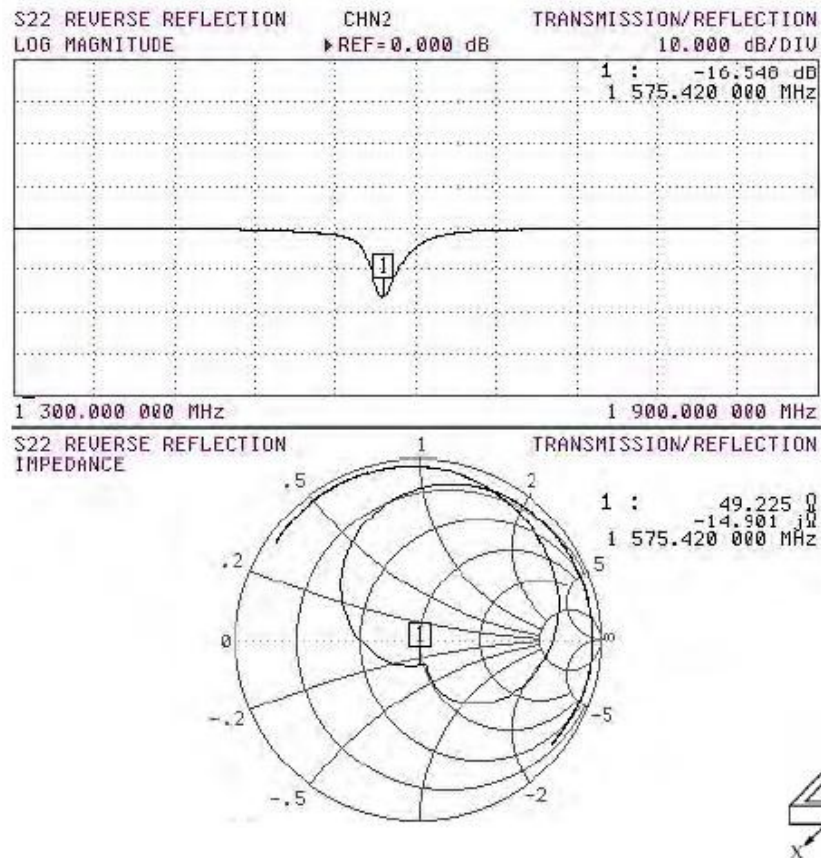 S22 REVERSE REFLECTION CHN2 TRANSMISSION/REFLECTION
LOG MAGNITUDE ▶REF=0.000 dB 10.000 dB/DIV
1 : -16.548 dB
1 575.420 000 MHz
1
1 300.000 000 MHz 1 900.000 000 MHz
S22 REVERSE REFLECTION TRANSMISSION/REFLECTION
IMPEDANCE
1
.5 2
1 : 49.225 Ω
-14.901 jΩ
1 575.420 000 MHz
.2 5
1
0 ∞
-.2 -5
-.5 -2
x